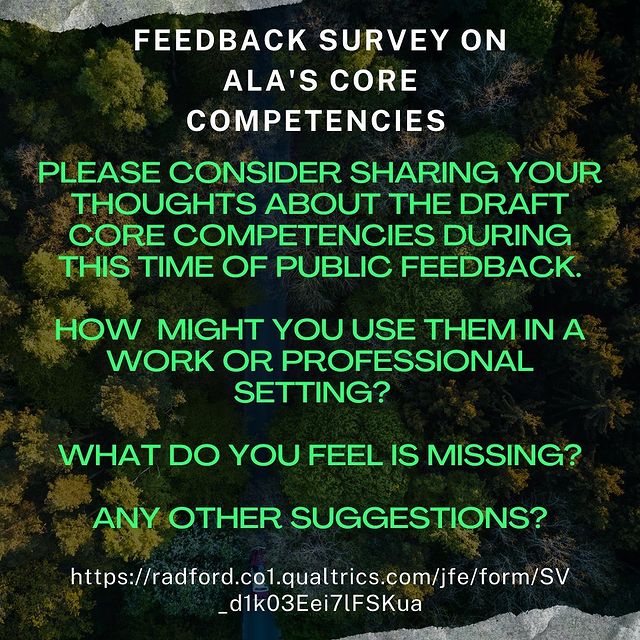 FEEDBACK SURVEY ON
ALA'S CORE
COMPETENCIES
PLEASE CONSIDER SHARING YOUR
THOUGHTS ABOUT THE DRAFT
CORE COMPETENCIES DURING
THIS TIME OF PUBLIC FEEDBACK.
HOW MIGHT YOU USE THEM IN A
WORK OR PROFESSIONAL
SETTING?
WHAT DO YOU FEEL IS MISSING?
ANY OTHER SUGGESTIONS?
https://radford.co1.qualtrics.com/jfe/form/SV
_d1k03Eei7lFSKua